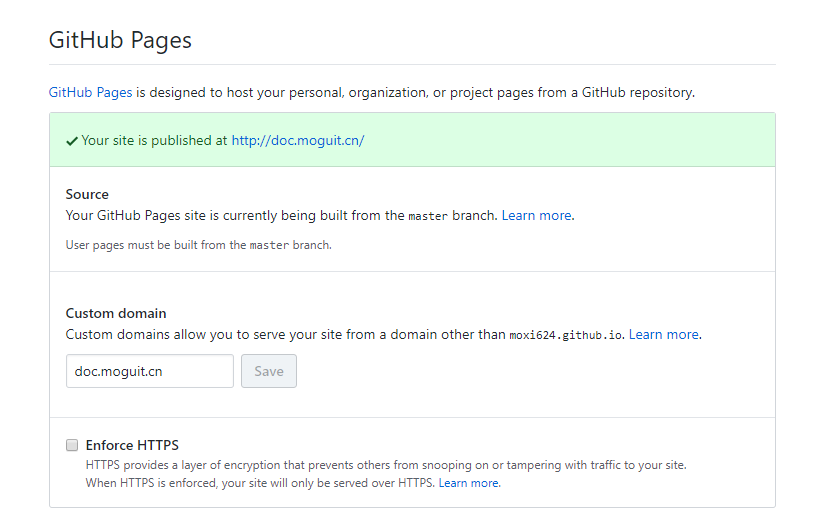 GitHub Pages
GitHub Pages is designed to host your personal, organization, or project pages from a GitHub repository.
✓ Your site is published at http://doc.moguit.cn/
Source
Your GitHub Pages site is currently being built from the master branch. Learn more.
User pages must be built from the master branch.
Custom domain
Custom domains allow you to serve your site from a domain other than moxi624.github.io. Learn more.
doc.moguit.cn Save
Enforce HTTPS
HTTPS provides a layer of encryption that prevents others from snooping on or tampering with traffic to your site.
When HTTPS is enforced, your site will only be served over HTTPS. Learn more.